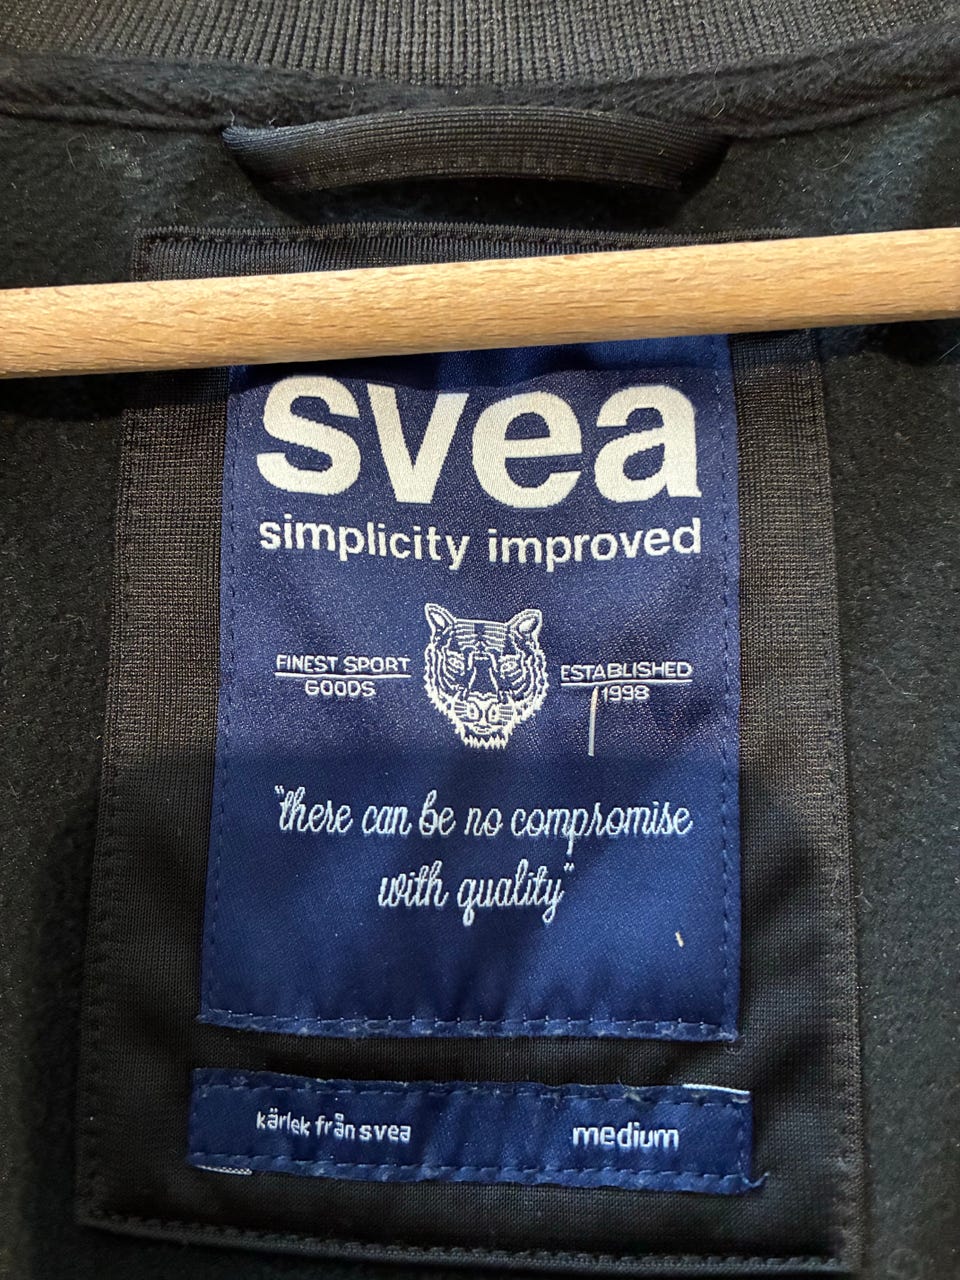 svea
simplicity improved
FINEST SPORT
GOODS
ESTABLISHED
1998
"there can be no compromise
with quality"
kärlek från svea
medium